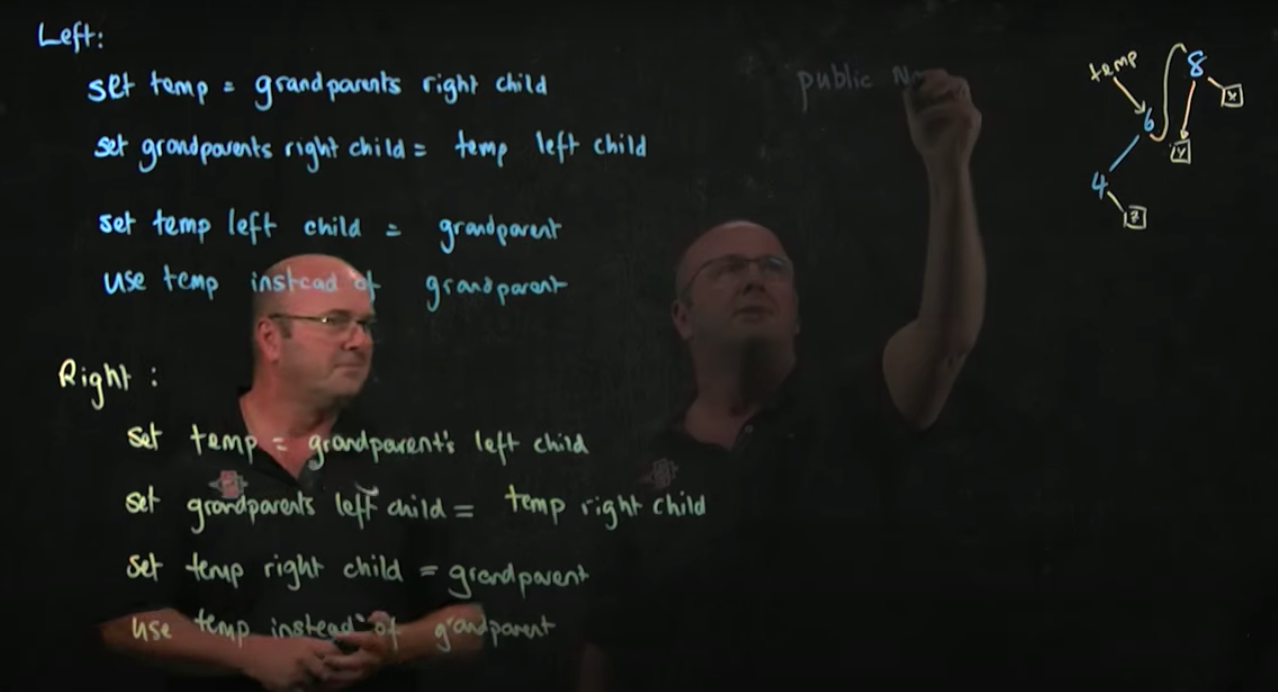 Left:
set temp = grandparents right child
set grandparents right child = temp left child
set temp left child = grandparent
use temp instead of grandparent
Right :
set temp = grandparent's left child
set grandparents left child = temp right child
set temp right child = grandparent
use temp instead of grandparent
public
temp
8
x
6
Y
4